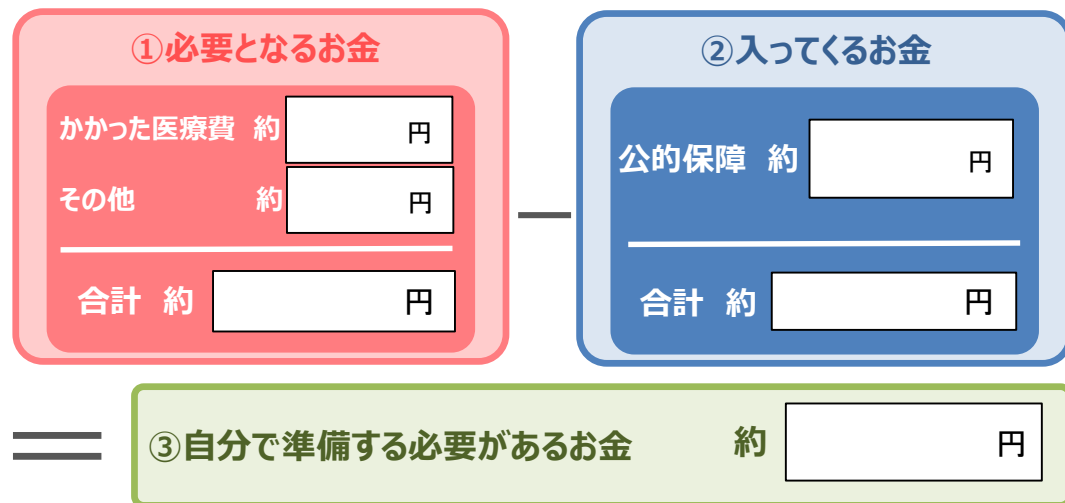 ①必要となるお金
かかった医療費 約 円
その他 約 円
合計 約 円
②入ってくるお金
公的保障 約 円
合計 約 円
③自分で準備する必要があるお金 約 円